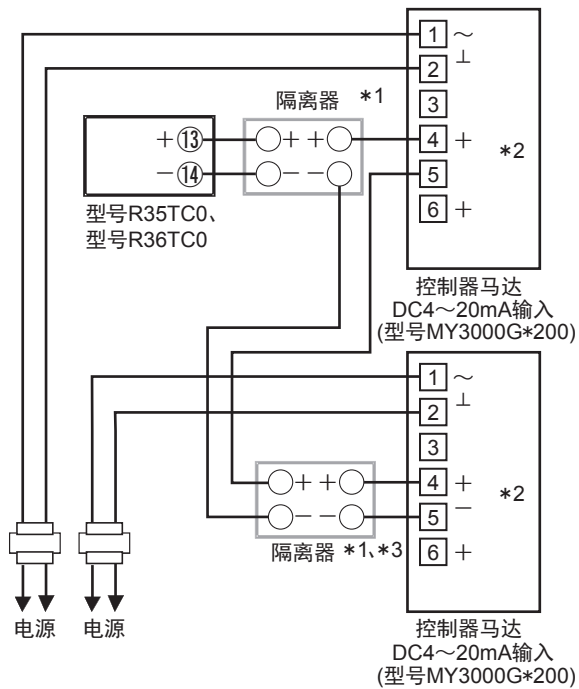 1 ～
2 ⊥
3
隔离器 *1
+⑬ + + 4 +
*2
−⑭ − − 5
6 +
型号R35TC0、
型号R36TC0
控制器马达
DC4～20mA输入
(型号MY3000G*200)
1 ～
2 ⊥
3
+ + 4 +
*2
− − 5 −
隔离器 *1、*3
6 +
电源 电源
控制器马达
DC4～20mA输入
(型号MY3000G*200)